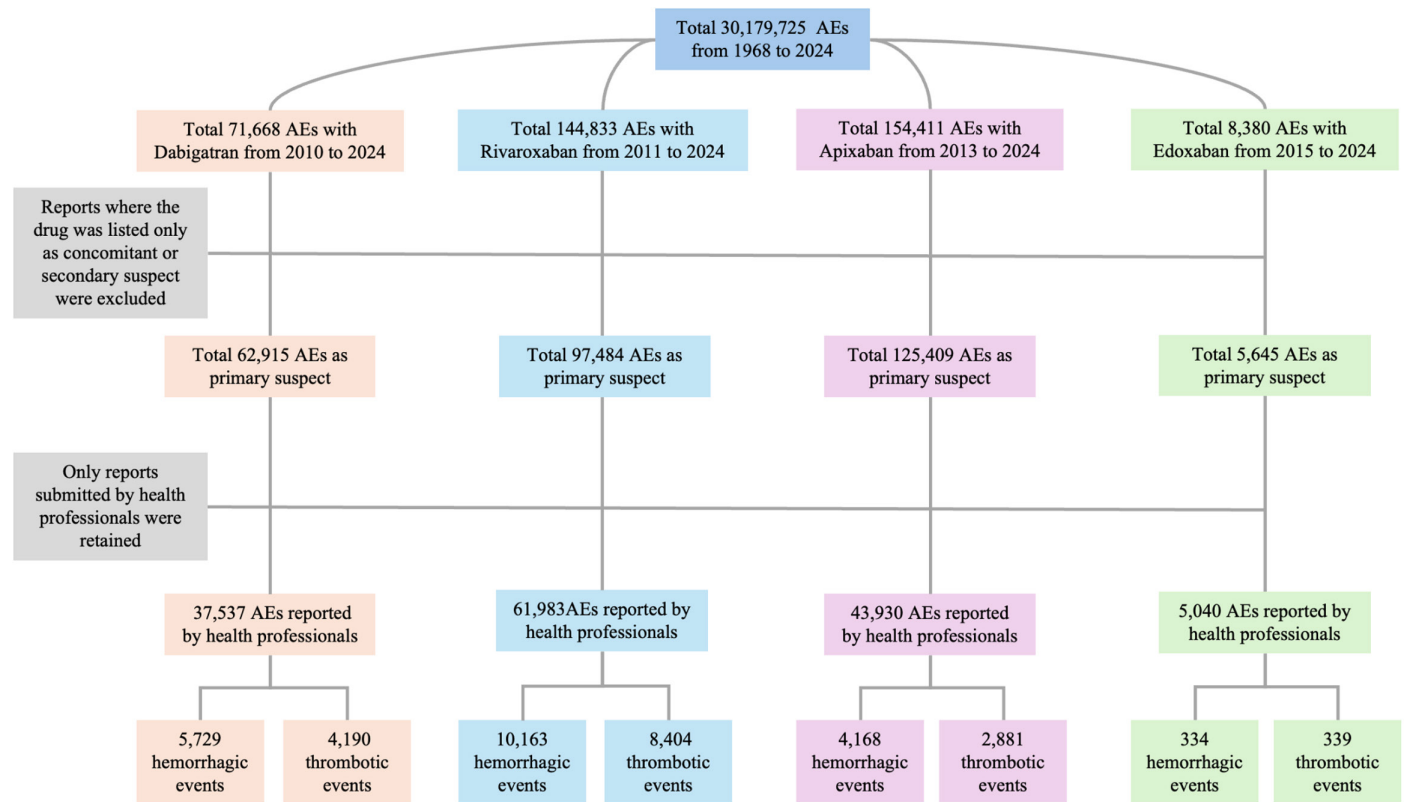 Total 30,179,725 AEs
from 1968 to 2024
Total 71,668 AEs with
Dabigatran from 2010 to 2024
Total 144,833 AEs with
Rivaroxaban from 2011 to 2024
Total 154,411 AEs with
Apixaban from 2013 to 2024
Total 8,380 AEs with
Edoxaban from 2015 to 2024
Reports where the
drug was listed only
as concomitant or
secondary suspect
were excluded
Total 62,915 AEs as
primary suspect
Total 97,484 AEs as
primary suspect
Total 125,409 AEs as
primary suspect
Total 5,645 AEs as
primary suspect
Only reports
submitted by health
professionals were
retained
37,537 AEs reported
by health professionals
61,983AEs reported by
health professionals
43,930 AEs reported
by health professionals
5,040 AEs reported by
health professionals
5,729
hemorrhagic
events
4,190
thrombotic
events
10,163
hemorrhagic
events
8,404
thrombotic
events
4,168
hemorrhagic
events
2,881
thrombotic
events
334
hemorrhagic
events
339
thrombotic
events